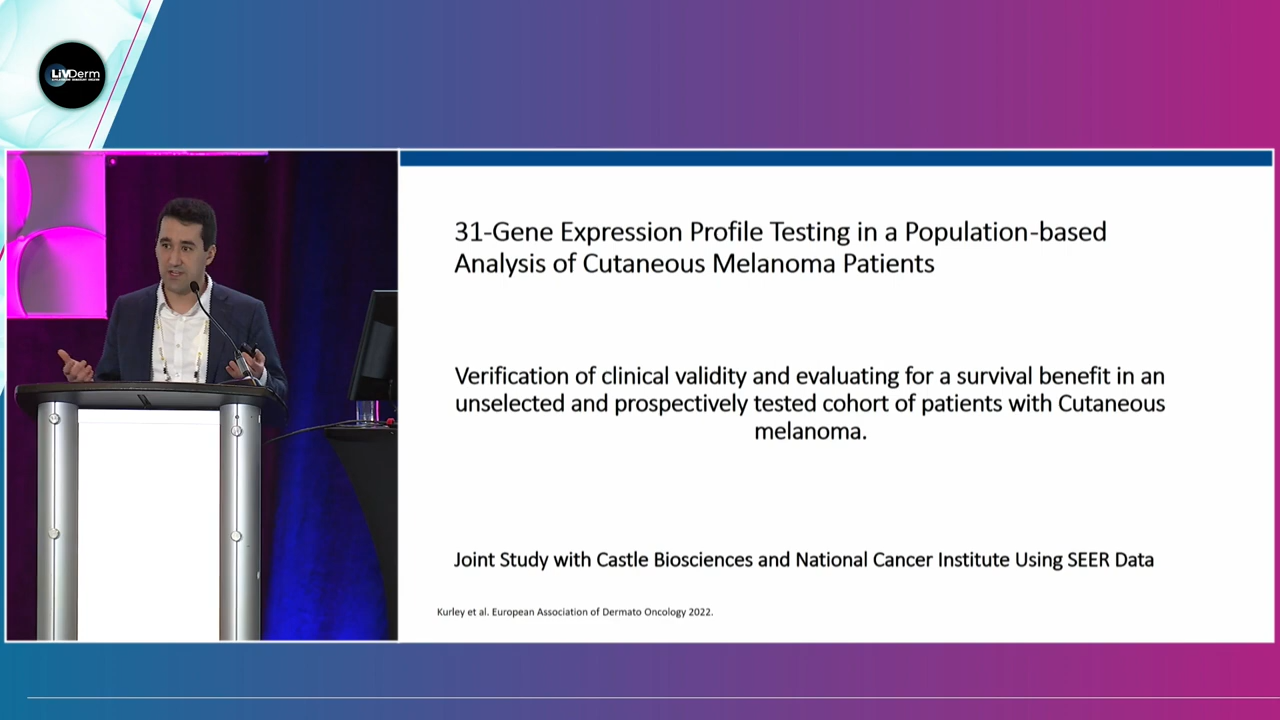 LiVDerm
31-Gene Expression Profile Testing in a Population-based
Analysis of Cutaneous Melanoma Patients
Verification of clinical validity and evaluating for a survival benefit in an
unselected and prospectively tested cohort of patients with Cutaneous
melanoma.
Joint Study with Castle Biosciences and National Cancer Institute Using SEER Data
Kurley et al. European Association of Dermato Oncology 2022.